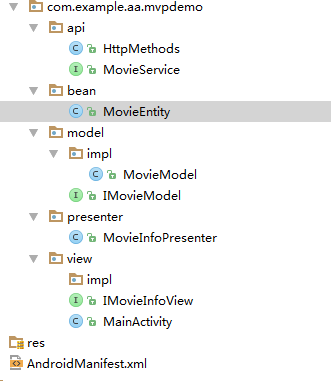 com.example.aa.mvpdemo
api
HttpMethods
MovieService
bean
MovieEntity
model
impl
MovieModel
IMovieModel
presenter
MovieInfoPresenter
view
impl
IMovieInfoView
MainActivity
res
AndroidManifest.xml